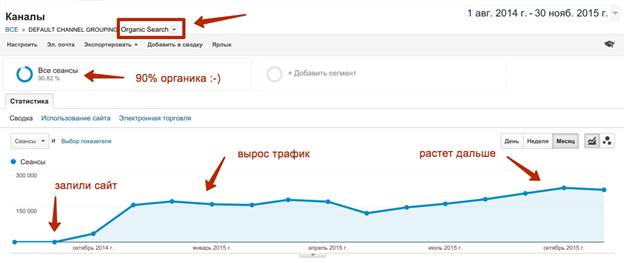 Каналы
1 авг. 2014 г. - 30 нояб. 2015 г.
ВСЕ » DEFAULT CHANNEL GROUPING: Organic Search
Настроить Эл. почта Экспортировать Добавить в сводку Ярлык
Все сеансы
90,82 %
90% органика :-)
+ Добавить сегмент
Статистика
Сводка Использование сайта Электронная торговля
Сеансы и Выбор показателя
День Неделя Месяц
Сеансы
300 000
150 000
залили сайт
вырос трафик
растет дальше
октябрь 2014 г. январь 2015 г. апрель 2015 г. июль 2015 г. октябрь 2015 г.